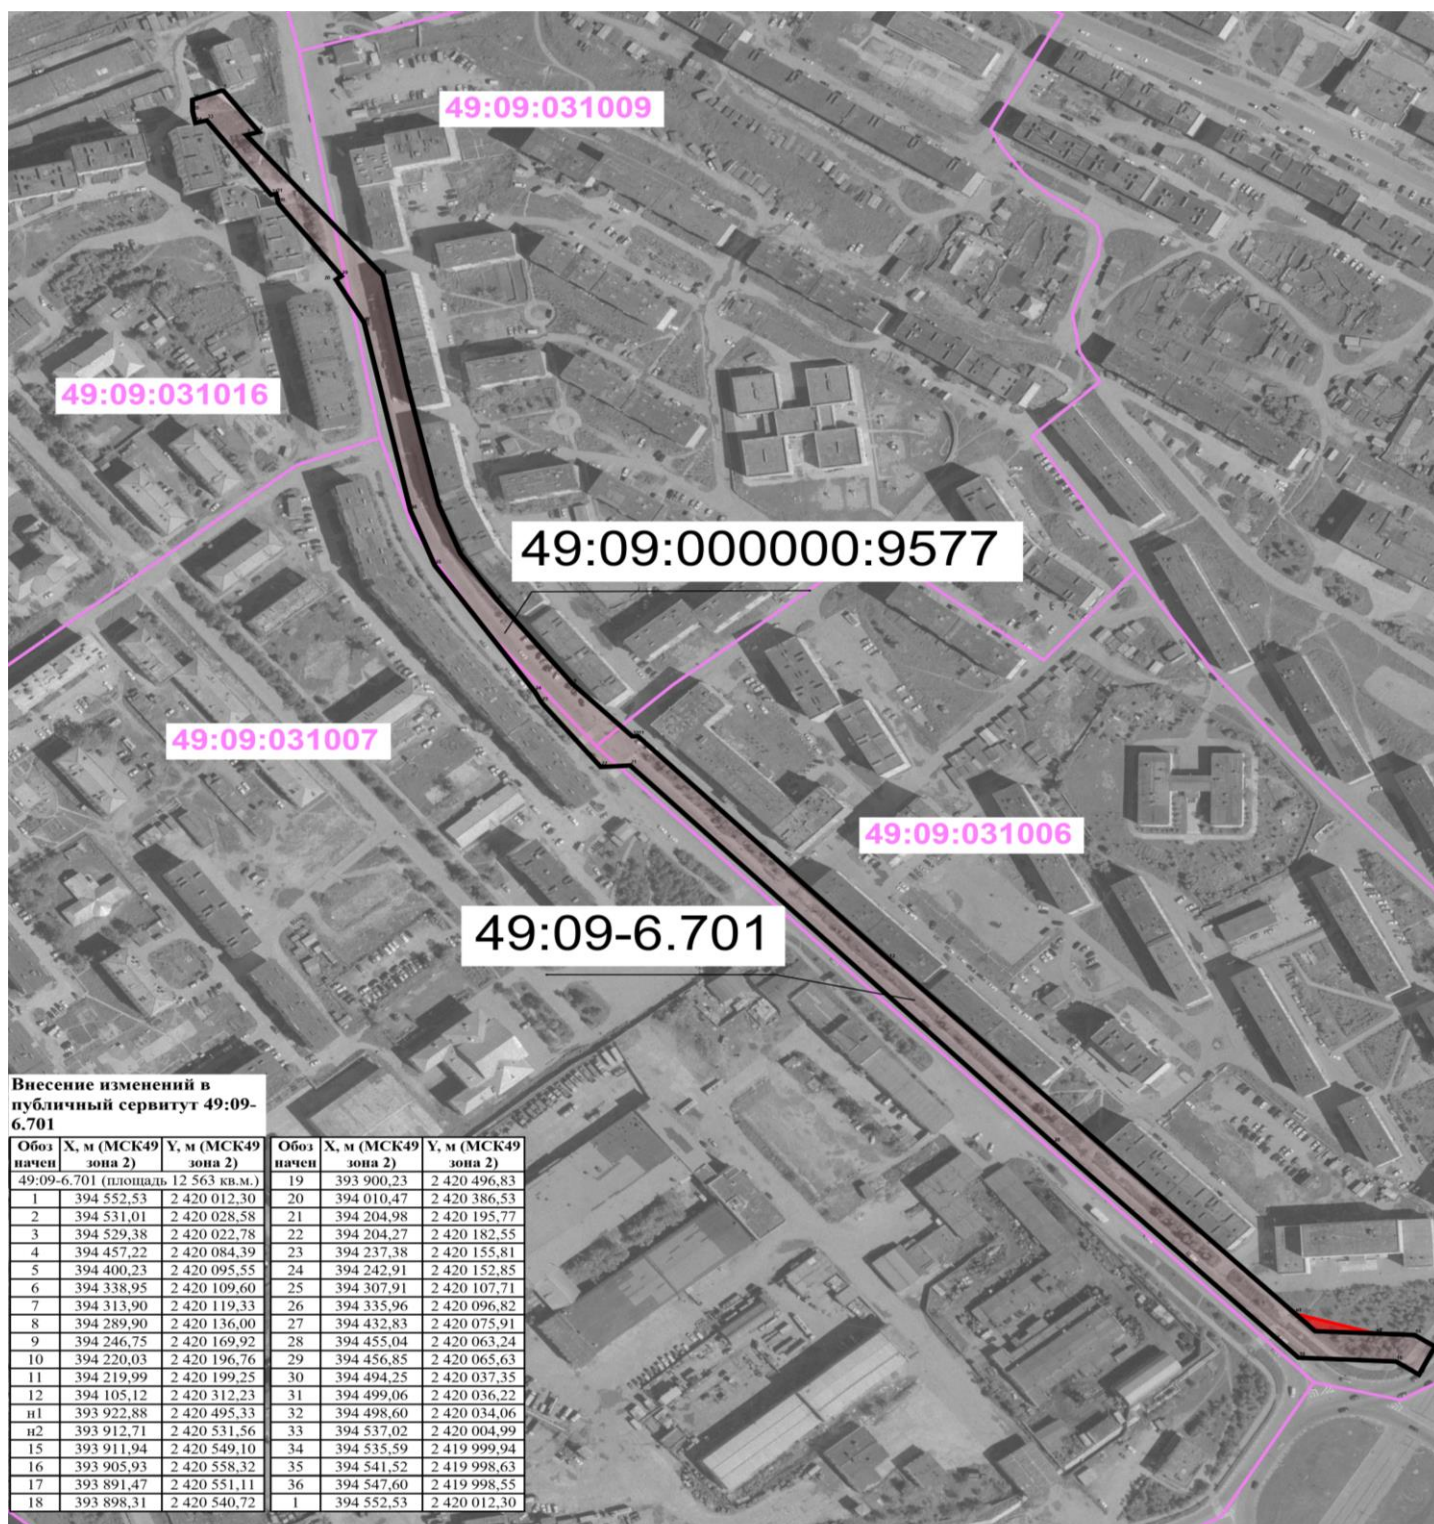 49:09:031009
49:09:031016
49:09:000000:9577
49:09:031007
49:09:031006
49:09-6.701
Внесение изменений в
публичный сервитут 49:09-
6.701
Обоз начен X, м (МСК49 зона 2) Y, м (МСК49 зона 2)
49:09-6.701 (площадь 12 563 кв.м.)
1 394 552,53 2 420 012,30
2 394 531,01 2 420 028,58
3 394 529,38 2 420 022,78
4 394 457,22 2 420 084,39
5 394 400,23 2 420 095,55
6 394 338,95 2 420 109,60
7 394 313,90 2 420 119,33
8 394 289,90 2 420 136,00
9 394 246,75 2 420 169,92
10 394 220,03 2 420 196,76
11 394 219,99 2 420 199,25
12 394 105,12 2 420 312,23
н1 393 922,88 2 420 495,33
н2 393 912,71 2 420 531,56
15 393 911,94 2 420 549,10
16 393 905,93 2 420 558,32
17 393 891,47 2 420 551,11
18 393 898,31 2 420 540,72
Обоз начен X, м (МСК49 зона 2) Y, м (МСК49 зона 2)
19 393 900,23 2 420 496,83
20 394 010,47 2 420 386,53
21 394 204,98 2 420 195,77
22 394 204,27 2 420 182,55
23 394 237,38 2 420 155,81
24 394 242,91 2 420 152,85
25 394 307,91 2 420 107,71
26 394 335,96 2 420 096,82
27 394 432,83 2 420 075,91
28 394 455,04 2 420 063,24
29 394 456,85 2 420 065,63
30 394 494,25 2 420 037,35
31 394 499,06 2 420 036,22
32 394 498,60 2 420 034,06
33 394 537,02 2 420 004,99
34 394 535,59 2 419 999,94
35 394 541,52 2 419 998,63
36 394 547,60 2 419 998,55
1 394 552,53 2 420 012,30